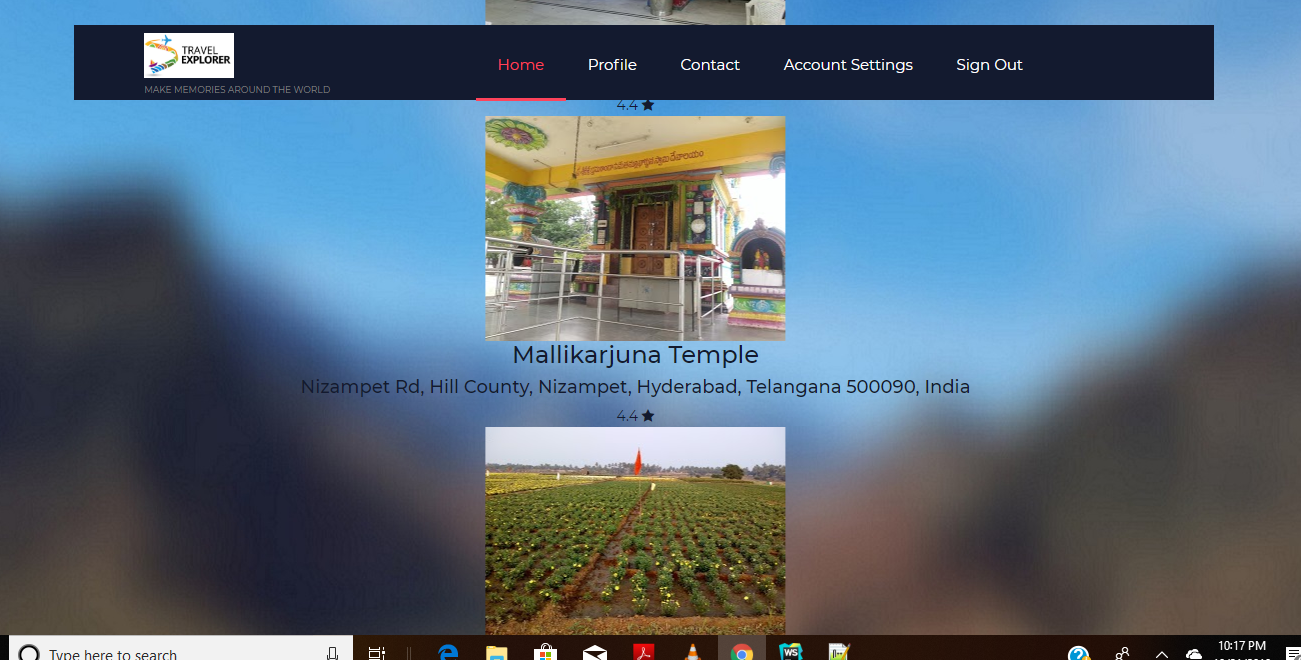 TRAVEL
EXPLORER
MAKE MEMORIES AROUND THE WORLD
Home
Profile
Contact
Account Settings
Sign Out
4.4 ★
Mallikarjuna Temple
Nizampet Rd, Hill County, Nizampet, Hyderabad, Telangana 500090, India
4.4 ★
Type here to search
WS
10:17 PM